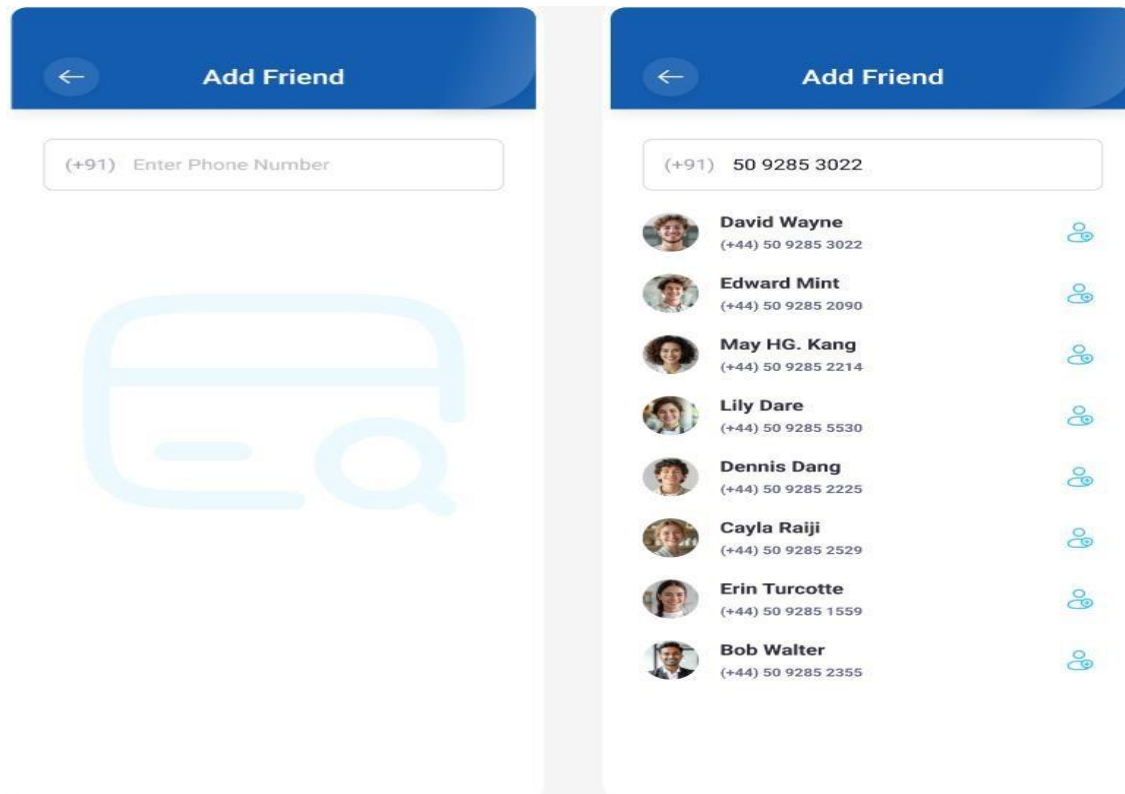 Add Friend
(+91) Enter Phone Number
Add Friend
(+91) 50 9285 3022
David Wayne
(+44) 50 9285 3022
Edward Mint
(+44) 50 9285 2090
May HG. Kang
(+44) 50 9285 2214
Lily Dare
(+44) 50 9285 5530
Dennis Dang
(+44) 50 9285 2225
Cayla Raiji
(+44) 50 9285 2529
Erin Turcotte
(+44) 50 9285 1559
Bob Walter
(+44) 50 9285 2355